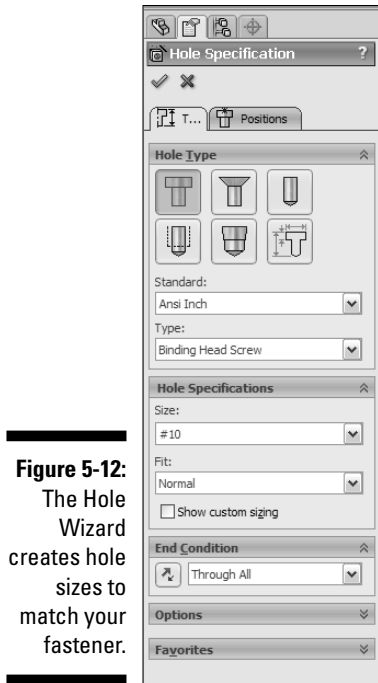 Hole Specification ?
T... Positions
Hole Type
Standard:
Ansi Inch
Type:
Binding Head Screw
Hole Specifications
Size:
#10
Fit:
Normal
Show custom sizing
End Condition
Through All
Options
Favorites
Figure 5-12:
The Hole
Wizard
creates hole
sizes to
match your
fastener.